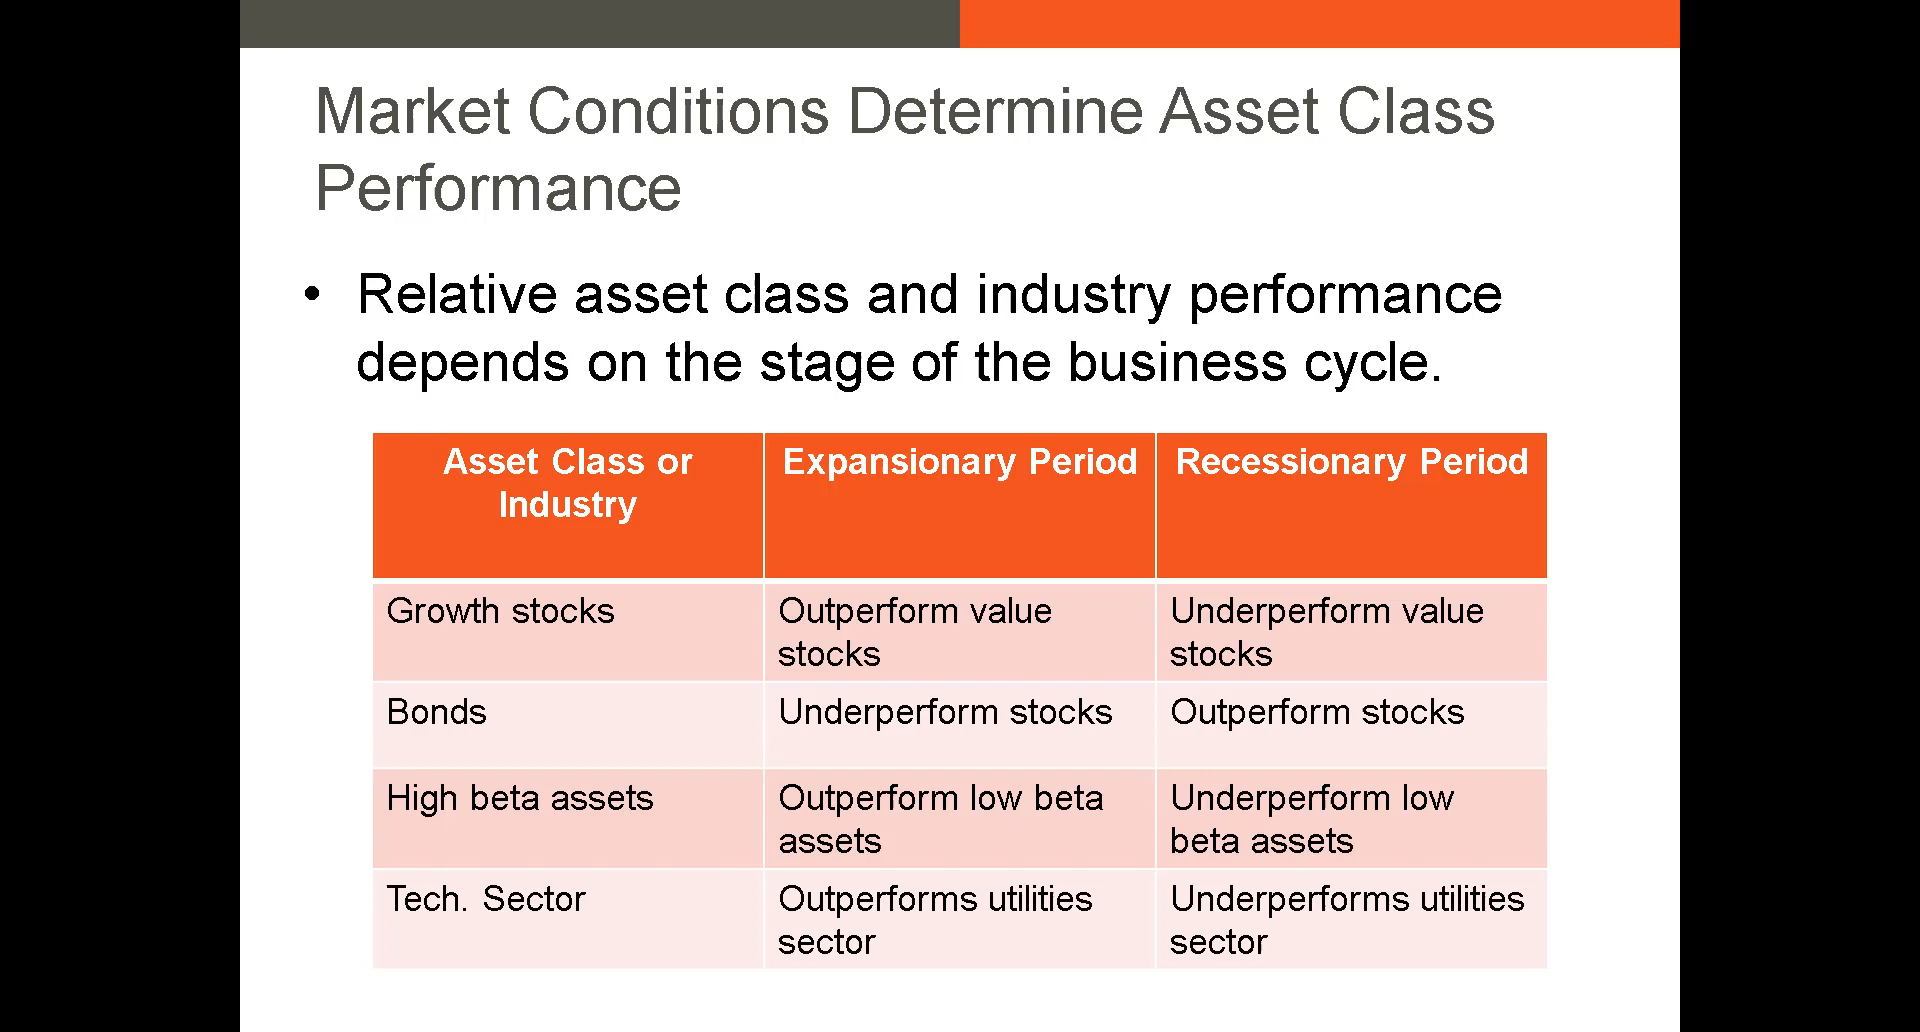 Market Conditions Determine Asset Class
Performance
• Relative asset class and industry performance
depends on the stage of the business cycle.
Asset Class or
Industry
Expansionary Period
Recessionary Period
Growth stocks
Outperform value
stocks
Underperform value
stocks
Bonds
Underperform stocks
Outperform stocks
High beta assets
Outperform low beta
assets
Underperform low
beta assets
Tech. Sector
Outperforms utilities
sector
Underperforms utilities
sector